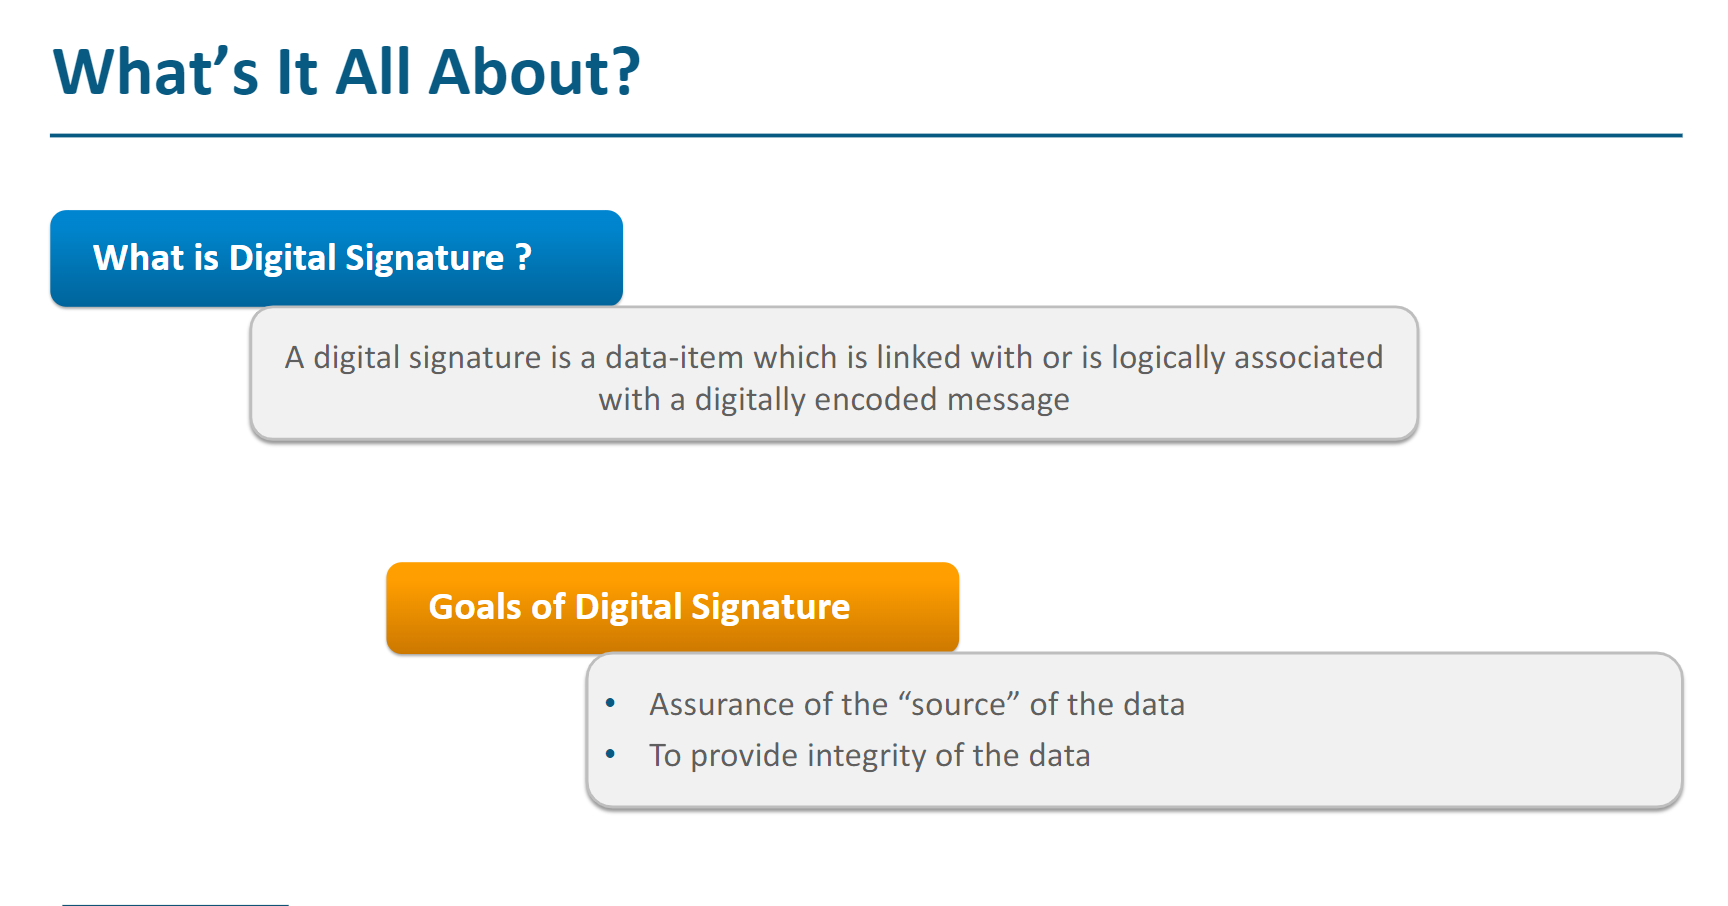 What’s It All About?
What is Digital Signature ?
A digital signature is a data-item which is linked with or is logically associated
with a digitally encoded message
Goals of Digital Signature
• Assurance of the “source” of the data
• To provide integrity of the data